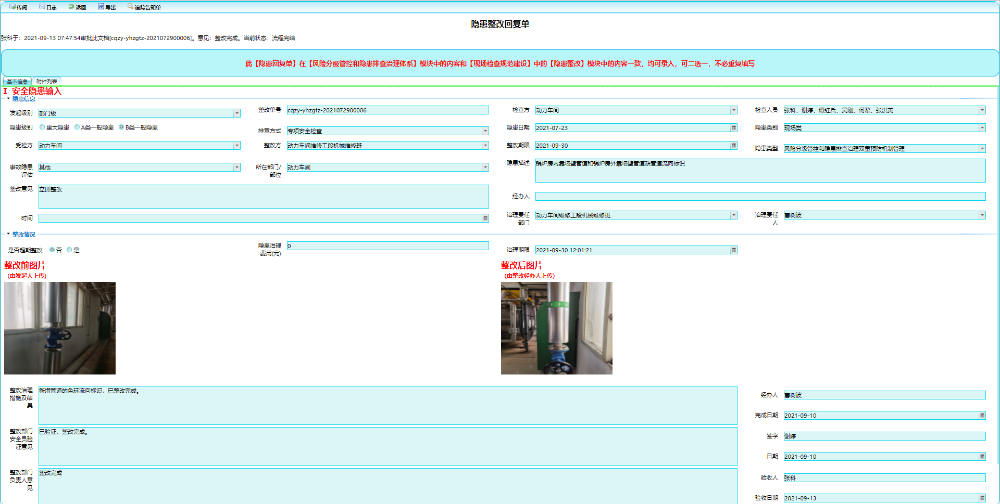 传阅 日志 返回 导出 追踪告知单
隐患整改回复单
张科于：2021-09-13 07:47:54审批此文档[cqzy-yhzgtz-2021072900006]。意见：整改完成。当前状态：流程完结
此【隐患回复单】在【风险分级管控和隐患排查治理体系】模块中的内容和【现场检查规范建设】中的【隐患整改】模块中的内容一致，均可录入，可二选一，不必重复填写
基本信息 附件列表
I 安全隐患输入
隐患信息
发起级别 部门级 整改单号 cqzy-yhzgtz-2021072900006 检查方 动力车间 检查人员 张科、谢婷、谭红兵、吴刚、何犁、张洪英
隐患级别 重大隐患 A类一般隐患 B类一般隐患 排查方式 专项安全检查 隐患日期 2021-07-23 隐患类别 现场类
受检方 动力车间 整改方 动力车间维修工段机械维修班 整改期限 2021-09-30 隐患类型 风险分级管控和隐患排查治理双重预防机制管理
事故隐患 其他 所在部门/ 动力车间 隐患描述 锅炉房内靠墙壁管道和锅炉房外靠墙壁管道缺管道流向标识
评估 部位
整改意见 立即整改
经办人
时间 治理责任 动力车间维修工段机械维修班 治理责任 曹树波
部门 人
整改情况
是否超期整改 否 是 隐患治理 0 治理期限 2021-09-30 12:01:21
费用(元)
整改前图片 整改后图片
（由发起人上传） （由整改经办人上传）
整改治理 新增管道的色环流向标识，已整改完成。 经办人 曹树波
措施及结
果
完成日期 2021-09-10
整改部门 已验证，整改完成。 签字 谢婷
安全员验
证意见
日期 2021-09-10
整改部门 整改完成 验收人 张科
负责人意
见
验收日期 2021-09-13